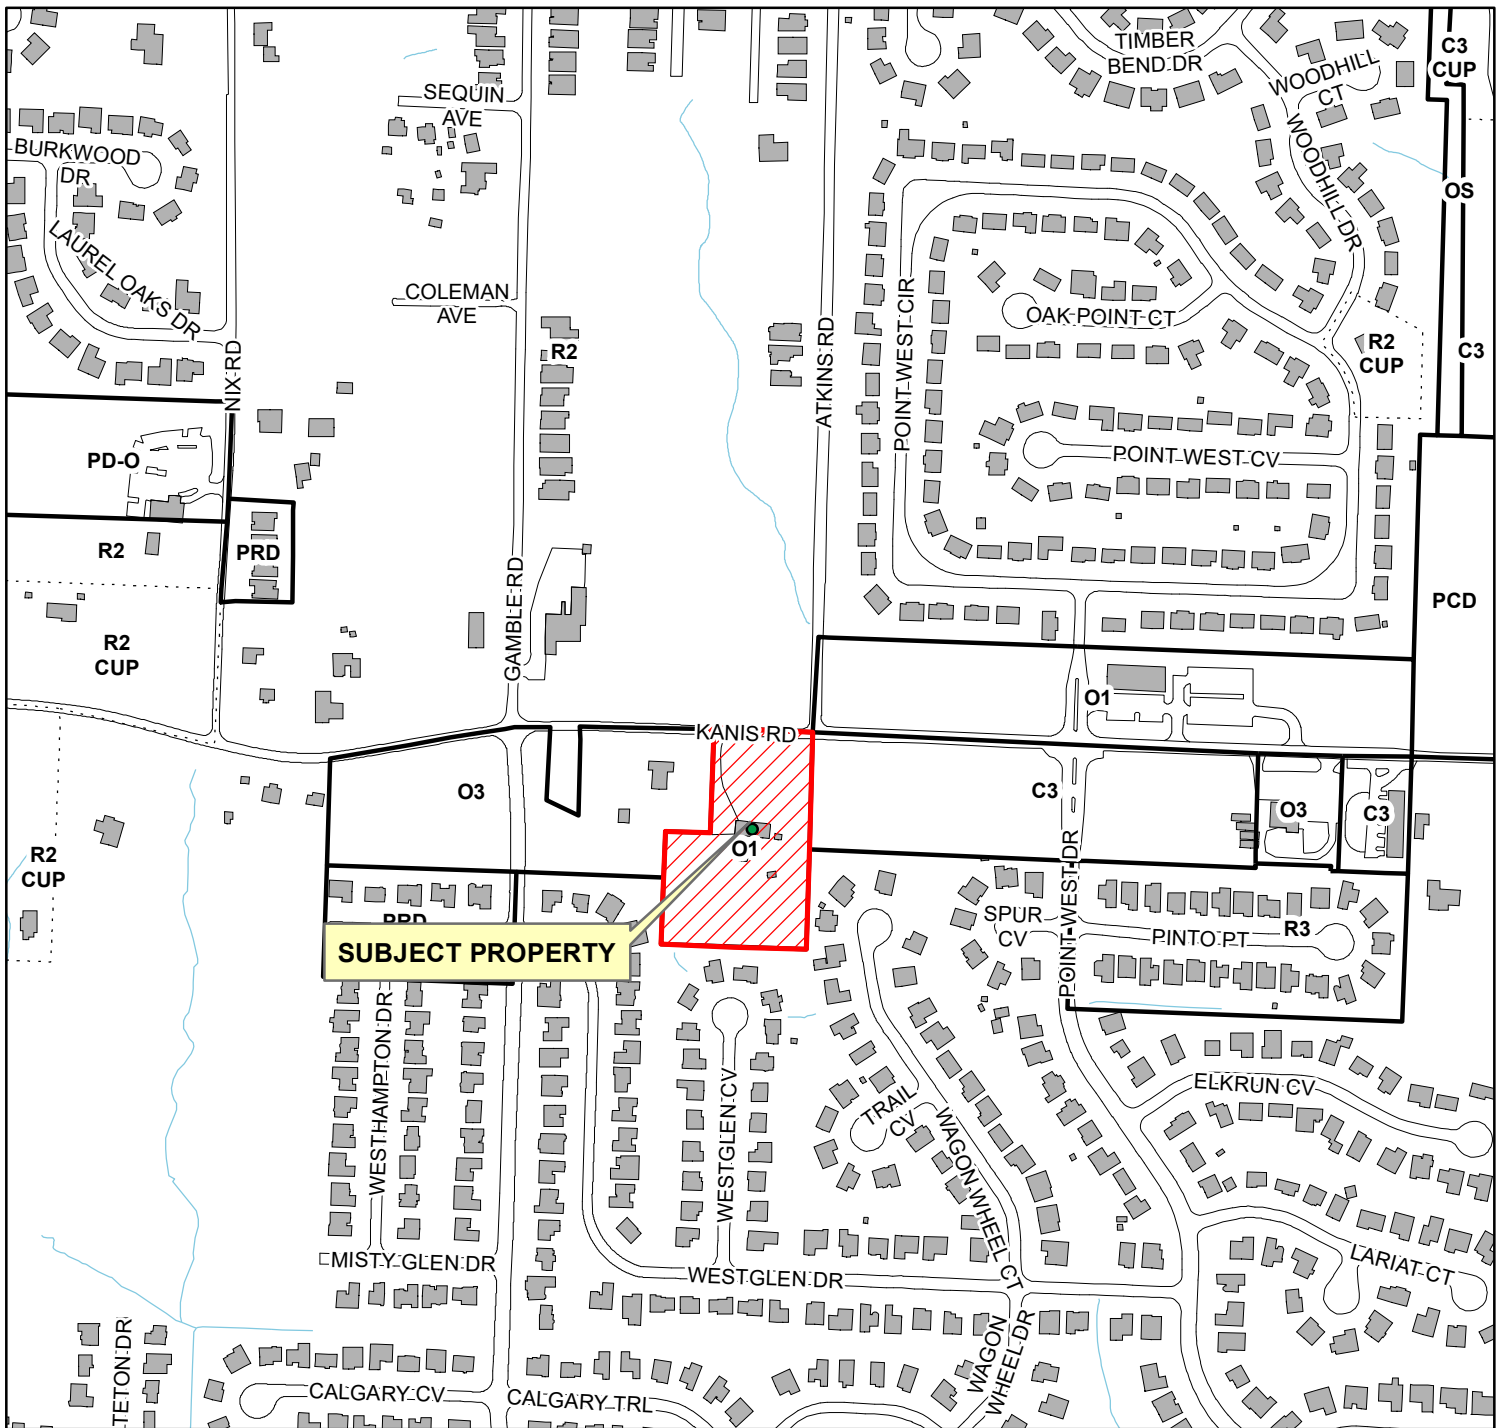 TIMBER
BEND DR
C3
CUP
WOODHILL
CT
SEQUIN
AVE
BURKWOOD
DR
WOODHILL DR
OS
LAUREL OAKS DR
COLEMAN
AVE
OAK POINT CT
R2
NIX RD
ATKINS RD
POINT WEST CIR
R2
CUP
C3
PD-O
POINT WEST CV
R2
PRD
GAMBLE RD
PCD
R2
CUP
O1
KANIS RD
O3
C3
O3
C3
O1
R2
CUP
POINT WEST DR
PRD
SPUR
CV
PINTO PT
R3
SUBJECT PROPERTY
WESTHAMPTON DR
WESTGLEN CV
TRAIL
CV
WAGON WHEEL CT
ELKRUN CV
MISTY GLEN DR
WESTGLEN DR
LARIAT CT
TETON DR
WAGON
WHEEL DR
CALGARY CV
CALGARY TRL